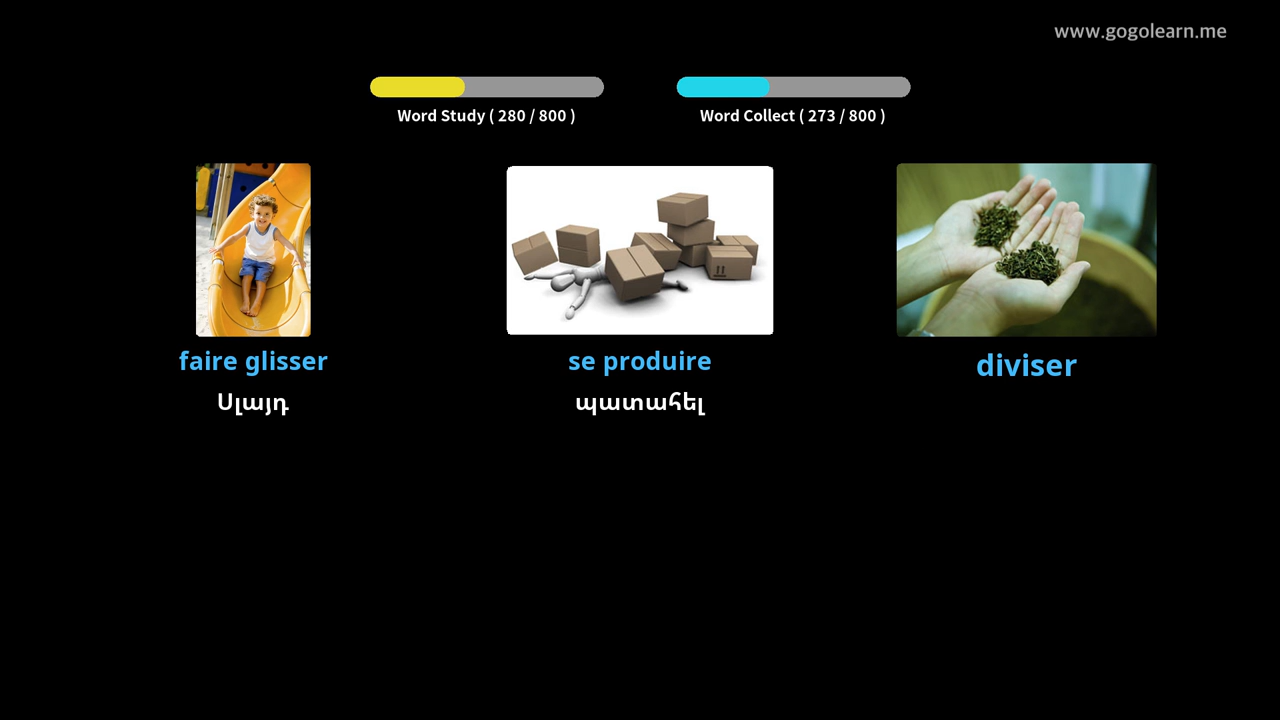 www.gogolearn.me
Word Study ( 280 / 800 )
Word Collect ( 273 / 800 )
faire glisser
Սլայդ
se produire
պատահել
diviser